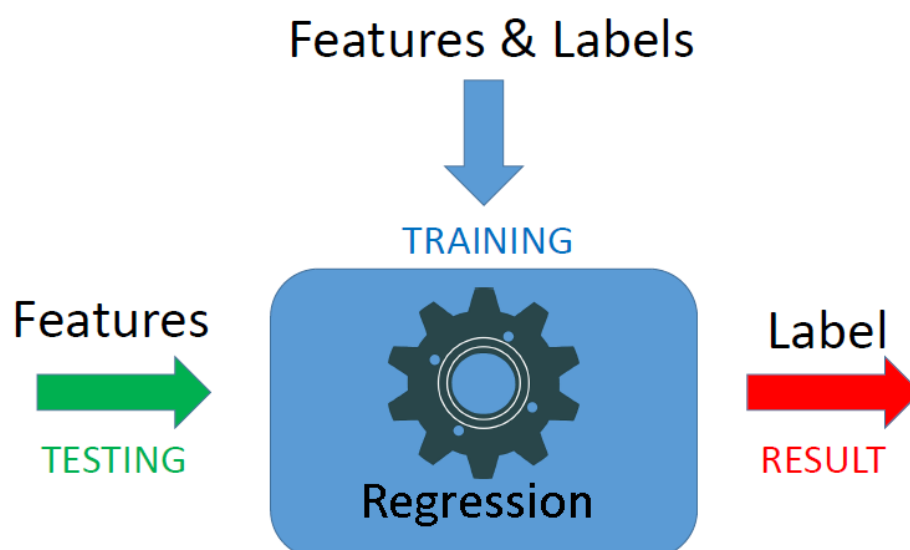 Features & Labels
TRAINING
Features
TESTING
Regression
Label
RESULT